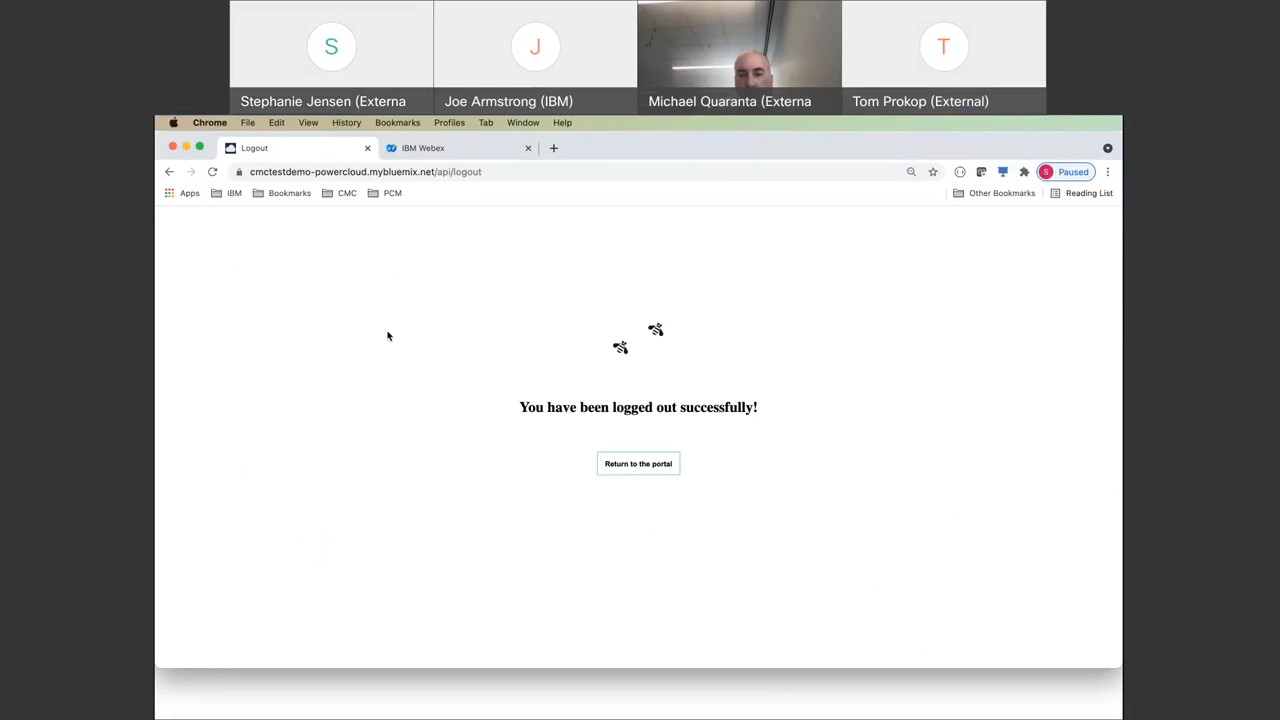 S
J
T
Stephanie Jensen (Externa
Joe Armstrong (IBM)
Michael Quaranta (Externa
Tom Prokop (External)
Chrome File Edit View History Bookmarks Profiles Tab Window Help
Logout
IBM Webex
cmctestdemo-powercloud.mybluemix.net/api/logout
S Paused
Apps IBM Bookmarks CMC PCM Other Bookmarks Reading List
You have been logged out successfully!
Return to the portal